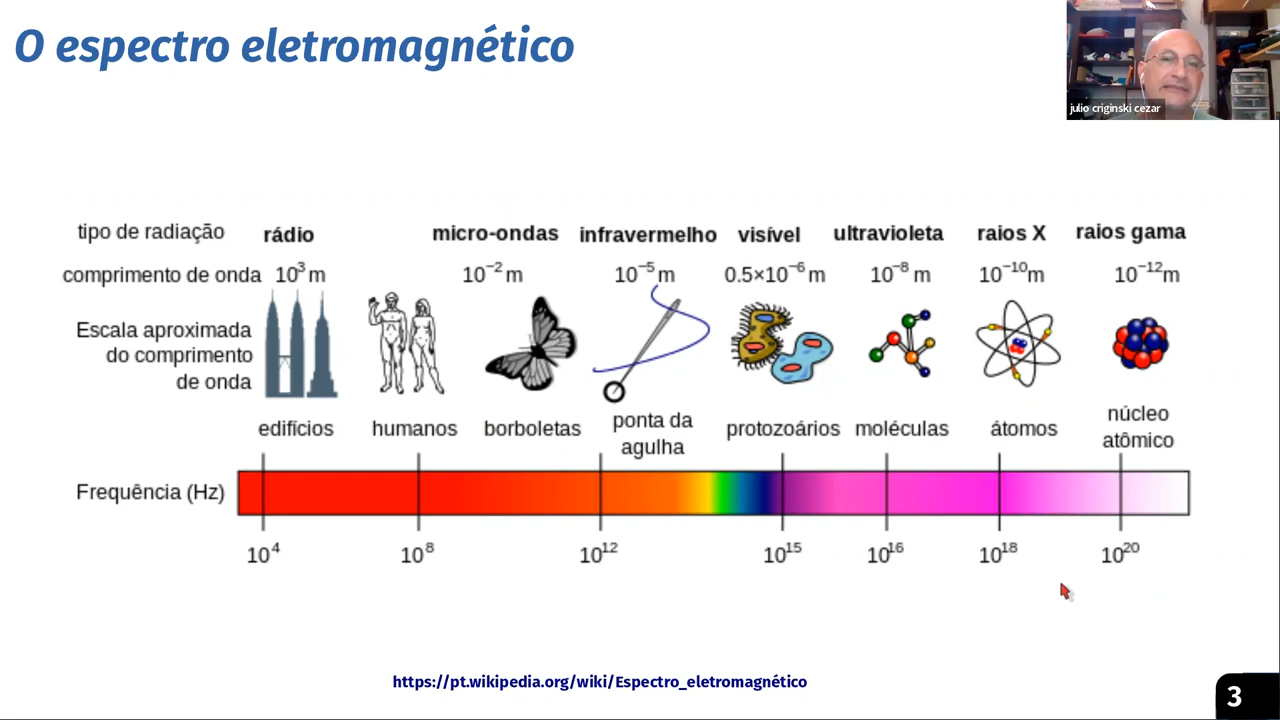 O espectro eletromagnético
julio criginski cezar
tipo de radiação rádio micro-ondas infravermelho visível ultravioleta raios X raios gama
comprimento de onda 10³ m 10⁻² m 10⁻⁵ m 0.5×10⁻⁶ m 10⁻⁸ m 10⁻¹⁰ m 10⁻¹² m
Escala aproximada
do comprimento
de onda
edifícios humanos borboletas ponta da agulha protozoários moléculas átomos núcleo atômico
Frequência (Hz)
10⁴ 10⁸ 10¹² 10¹⁵ 10¹⁶ 10¹⁸ 10²⁰
https://pt.wikipedia.org/wiki/Espectro_eletromagnético
3